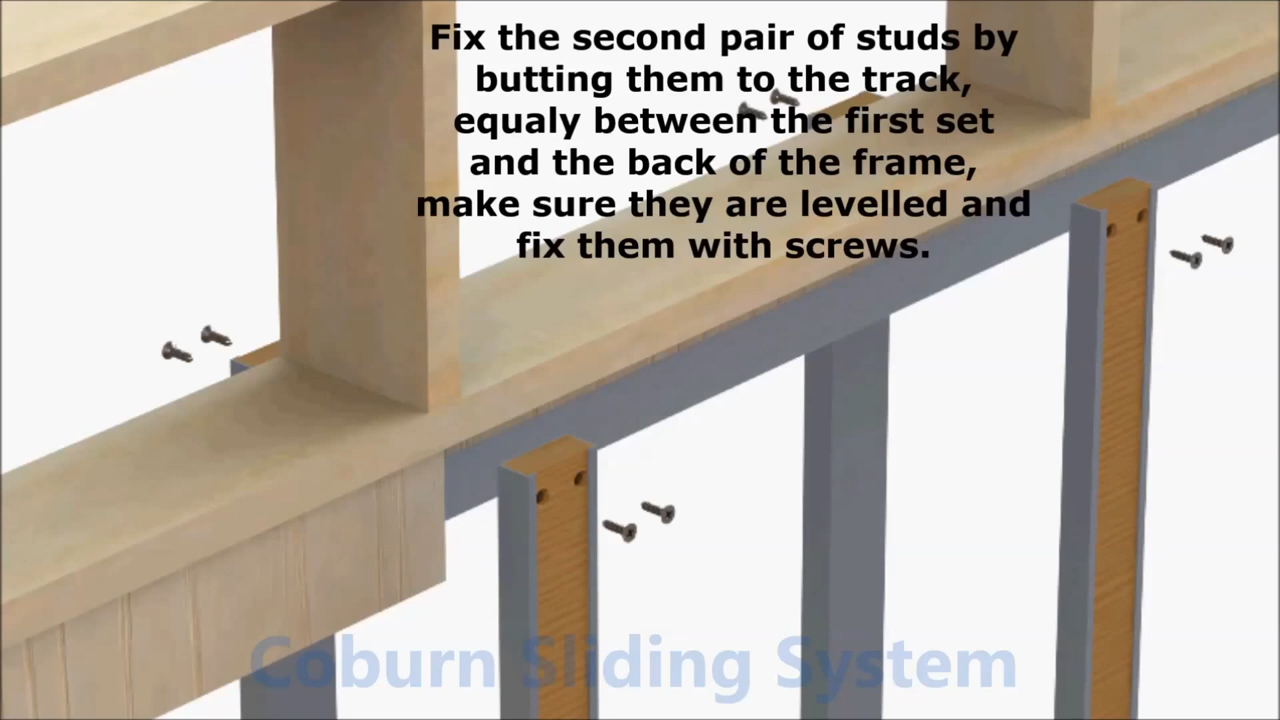 Fix the second pair of studs by
butting them to the track,
equaly between the first set
and the back of the frame,
make sure they are levelled and
fix them with screws.
Coburn Sliding System